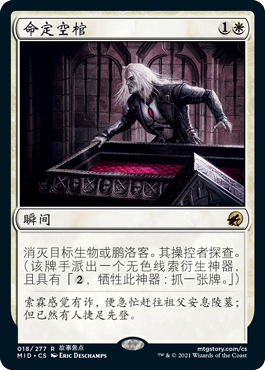 命定空棺 1
瞬间
消灭目标生物或鹏洛客。其操控者探查。
（该牌手派出一个无色线索衍生神器，
且具有「2，牺牲此神器：抓一张牌。」）
索霖感觉有诈，便急忙赶往祖父安息陵墓；
但已然有人捷足先登。
018/277 R 故事焦点
MID • CS ERIC DESCHAMPS
mtgstory.com/cs
™ & © 2021 Wizards of the Coast